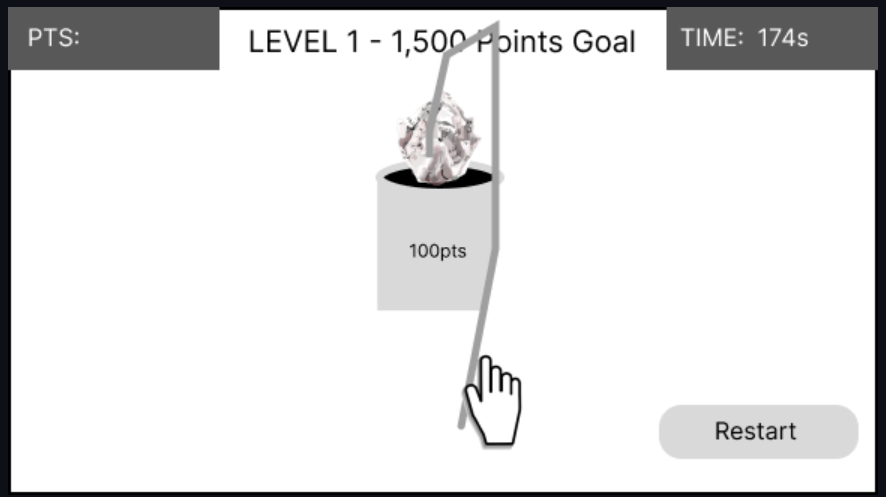 PTS:
LEVEL 1 - 1,500 Points Goal
TIME: 174s
100pts
Restart